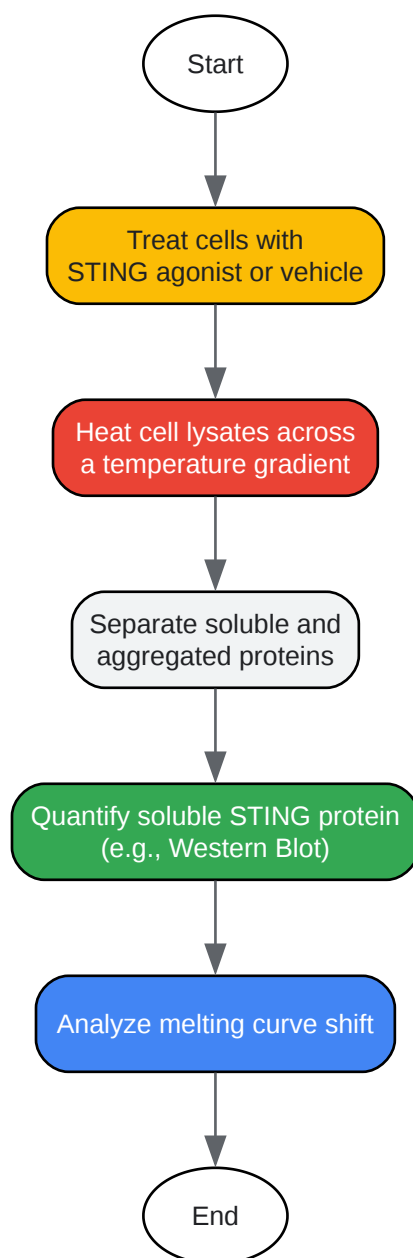 Start
Treat cells with
STING agonist or vehicle
Heat cell lysates across
a temperature gradient
Separate soluble and
aggregated proteins
Quantify soluble STING protein
(e.g., Western Blot)
Analyze melting curve shift
End